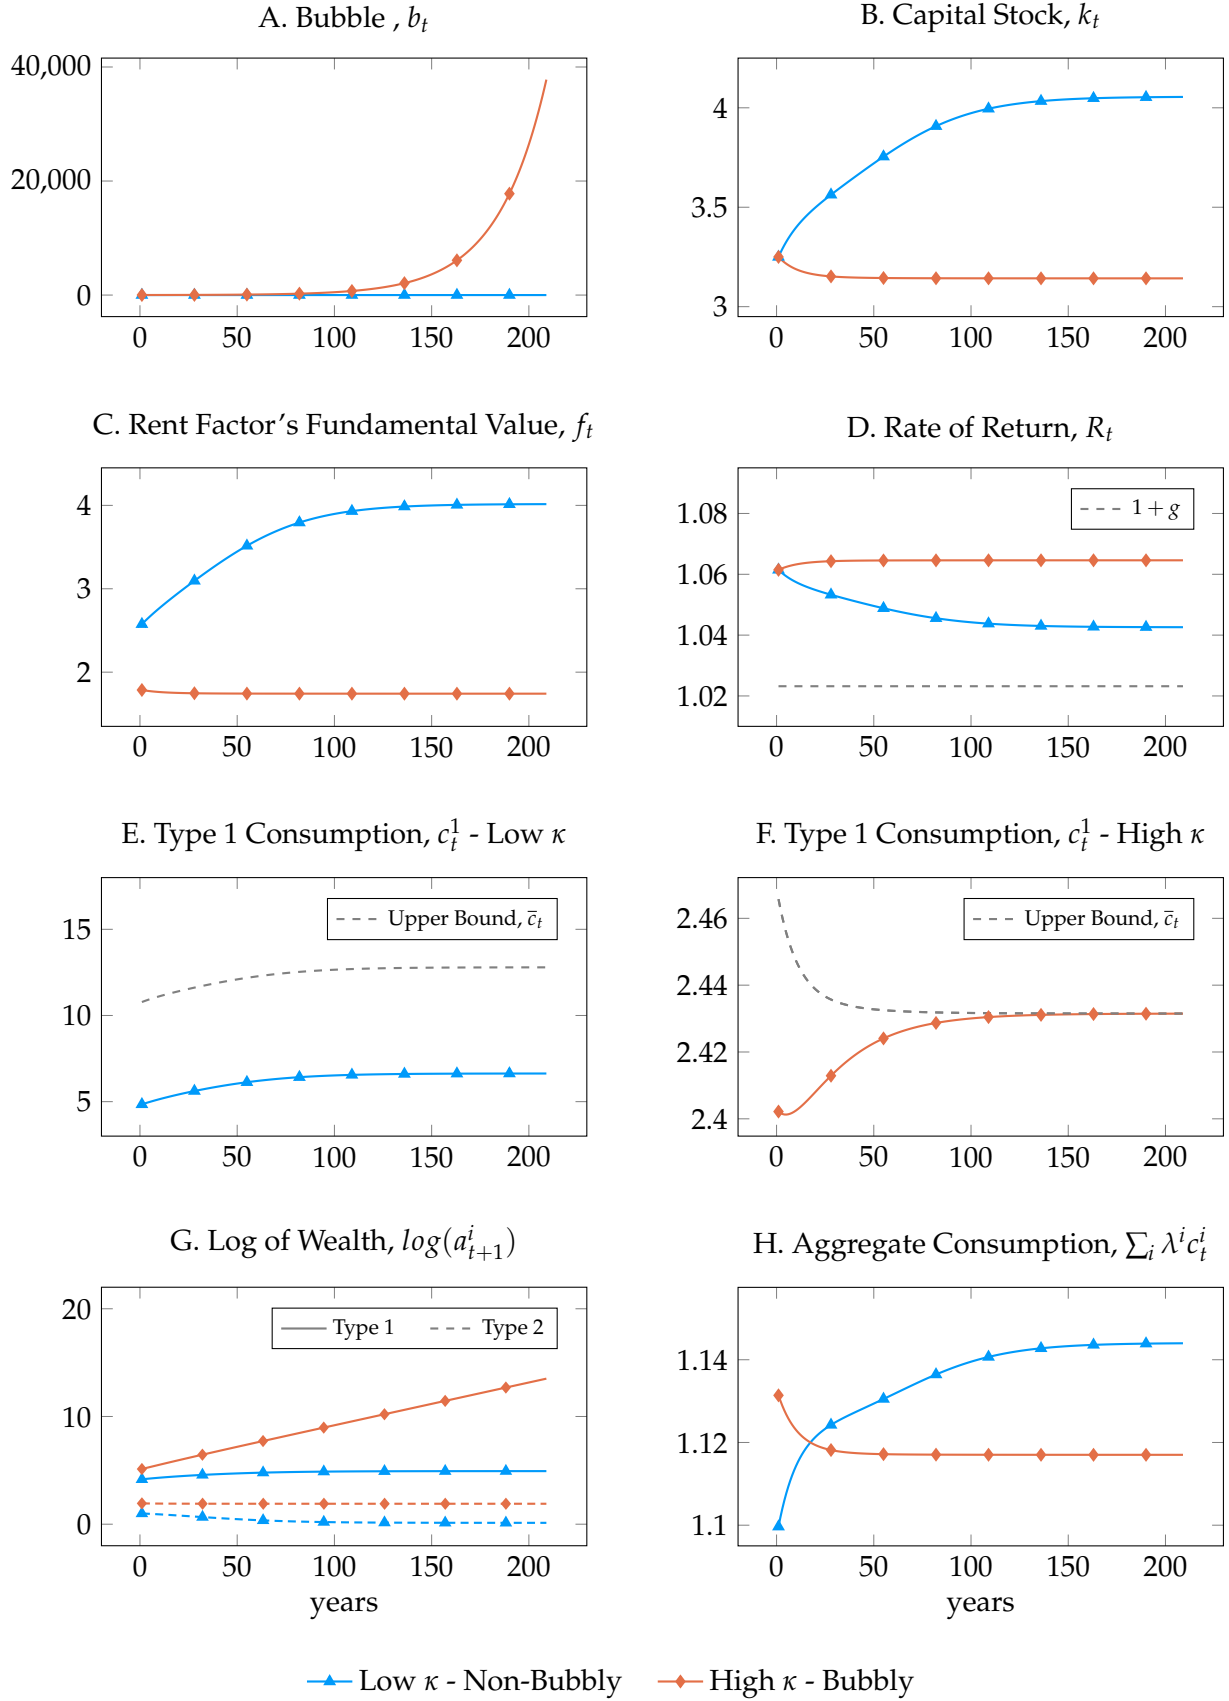 A. Bubble , b_t
40,000
20,000
0
0 50 100 150 200
B. Capital Stock, k_t
4
3.5
3
0 50 100 150 200
C. Rent Factor's Fundamental Value, f_t
4
3
2
0 50 100 150 200
D. Rate of Return, R_t
1.08
1.06
1.04
1.02
1 + g
0 50 100 150 200
E. Type 1 Consumption, c_t^1 - Low κ
15
10
5
Upper Bound, c̄_t
0 50 100 150 200
F. Type 1 Consumption, c_t^1 - High κ
2.46
2.44
2.42
2.4
Upper Bound, c̄_t
0 50 100 150 200
G. Log of Wealth, log(a_{t+1}^i)
20
10
0
Type 1 Type 2
0 50 100 150 200
years
H. Aggregate Consumption, ∑_i λ^i c_t^i
1.14
1.12
1.1
0 50 100 150 200
years
Low κ - Non-Bubbly High κ - Bubbly